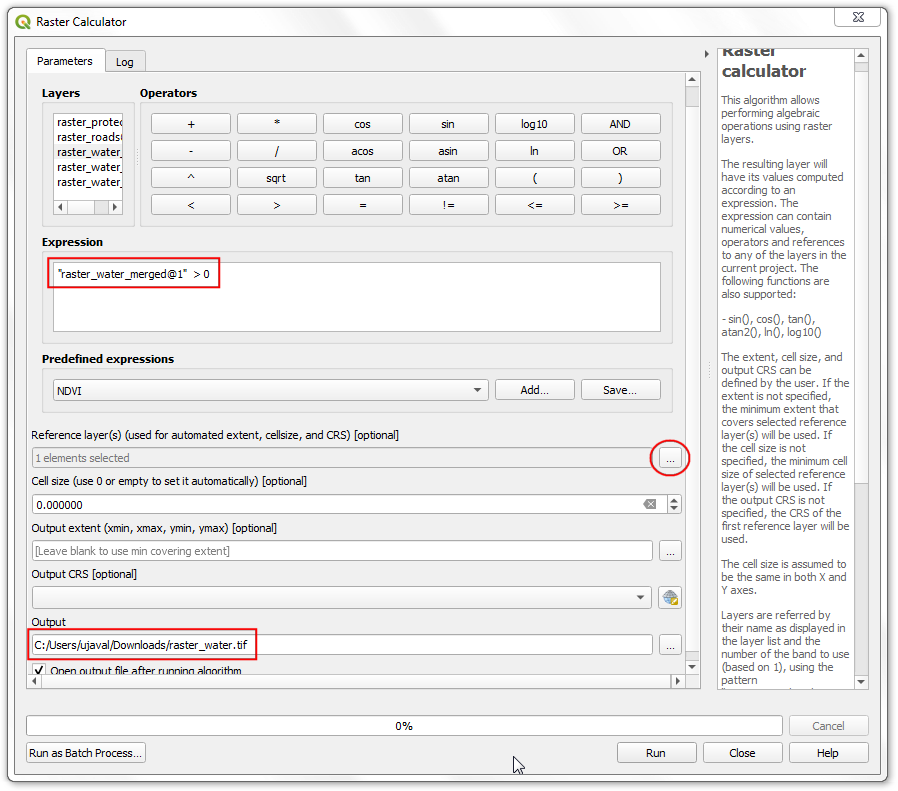 Raster Calculator
Parameters
Log
Layers
raster_protec
raster_roads(
raster_water_
raster_water_
raster_water_
Operators
+ * cos sin log10 AND
- / acos asin ln OR
^ sqrt tan atan ( )
< > = != <= >=
Expression
"raster_water_merged@1" > 0
Predefined expressions
NDVI
Add...
Save...
Reference layer(s) (used for automated extent, cellsize, and CRS) [optional]
1 elements selected
...
Cell size (use 0 or empty to set it automatically) [optional]
0.000000
Output extent (xmin, xmax, ymin, ymax) [optional]
[Leave blank to use min covering extent]
...
Output CRS [optional]
Output
C:/Users/ujaval/Downloads/raster_water.tif
...
Open output file after running algorithm
Raster
calculator
This algorithm allows
performing algebraic
operations using raster
layers.
The resulting layer will
have its values computed
according to an
expression. The
expression can contain
numerical values,
operators and references
to any of the layers in the
current project. The
following functions are
also supported:
- sin(), cos(), tan(),
atan2(), ln(), log10()
The extent, cell size, and
output CRS can be
defined by the user. If the
extent is not specified,
the minimum extent that
covers selected reference
layer(s) will be used. If
the cell size is not
specified, the minimum cell
size of selected reference
layer(s) will be used. If
the output CRS is not
specified, the CRS of the
first reference layer will be
used.
The cell size is assumed to
be the same in both X and
Y axes.
Layers are referred by
their name as displayed in
the layer list and the
number of the band to use
(based on 1), using the
pattern
0%
Cancel
Run as Batch Process...
Run
Close
Help